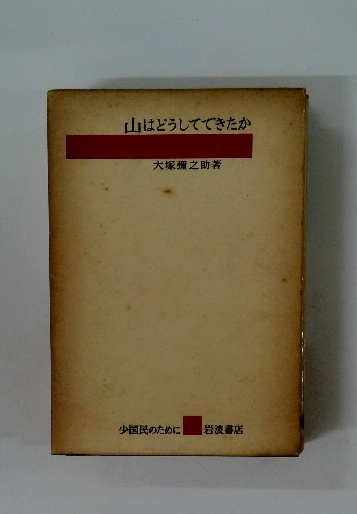 山はどうしてできたか
大塚彌之助著
少国民のために 岩波書店